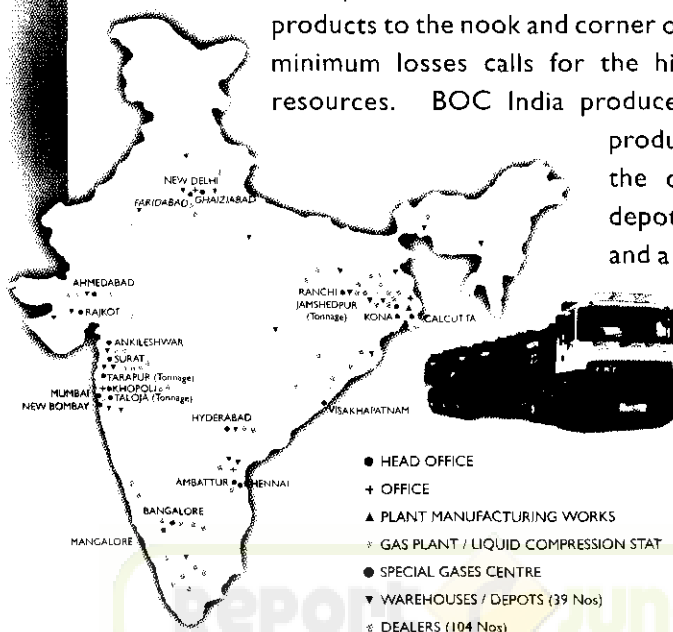 products to the nook and corner o
minimum losses calls for the hi
resources. BOC India produce
produ
the c
depot
and a
NEW DELHI
FARIDABAD GHAIZIABAD
AHMEDABAD
RAJKOT
RANCHI
JAMSHEDPUR
(Tonnage)
KONA
CALCUTTA
ANKILESHWAR
SURAT
TARAPUR (Tonnage)
MUMBAI
KHOPOLI
NEW BOMBAY
TALOJA (Tonnage)
HYDERABAD
VISAKHAPATNAM
AMBATTUR
CHENNAI
BANGALORE
MANGALORE
HEAD OFFICE
+ OFFICE
▲ PLANT MANUFACTURING WORKS
GAS PLANT / LIQUID COMPRESSION STAT
SPECIAL GASES CENTRE
▼ WAREHOUSES / DEPOTS (39 Nos)
DEALERS (104 Nos)
Report
Jun